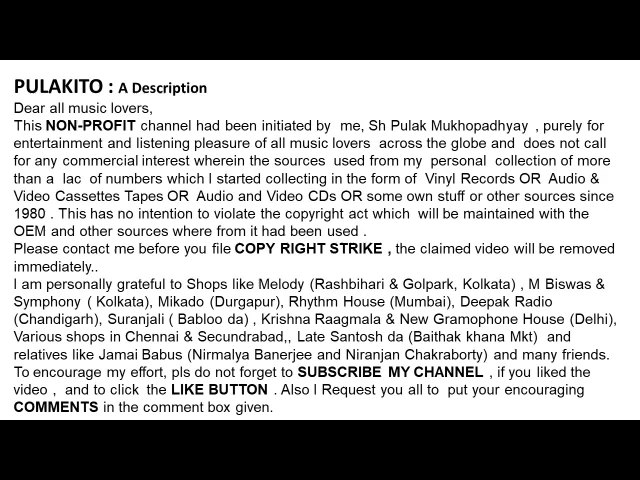 PULAKITO : A Description
Dear all music lovers,
This NON-PROFIT channel had been initiated by me, Sh Pulak Mukhopadhyay , purely for
entertainment and listening pleasure of all music lovers across the globe and does not call
for any commercial interest wherein the sources used from my personal collection of more
than a lac of numbers which I started collecting in the form of Vinyl Records OR Audio &
Video Cassettes Tapes OR Audio and Video CDs OR some own stuff or other sources since
1980 . This has no intention to violate the copyright act which will be maintained with the
OEM and other sources where from it had been used .
Please contact me before you file COPY RIGHT STRIKE , the claimed video will be removed
immediately..
I am personally grateful to Shops like Melody (Rashbihari & Golpark, Kolkata) , M Biswas &
Symphony ( Kolkata), Mikado (Durgapur), Rhythm House (Mumbai), Deepak Radio
(Chandigarh), Suranjali ( Babloo da) , Krishna Raagmala & New Gramophone House (Delhi),
Various shops in Chennai & Secundrabad,, Late Santosh da (Baithak khana Mkt) and
relatives like Jamai Babus (Nirmalya Banerjee and Niranjan Chakraborty) and many friends.
To encourage my effort, pls do not forget to SUBSCRIBE MY CHANNEL , if you liked the
video , and to click the LIKE BUTTON . Also I Request you all to put your encouraging
COMMENTS in the comment box given.